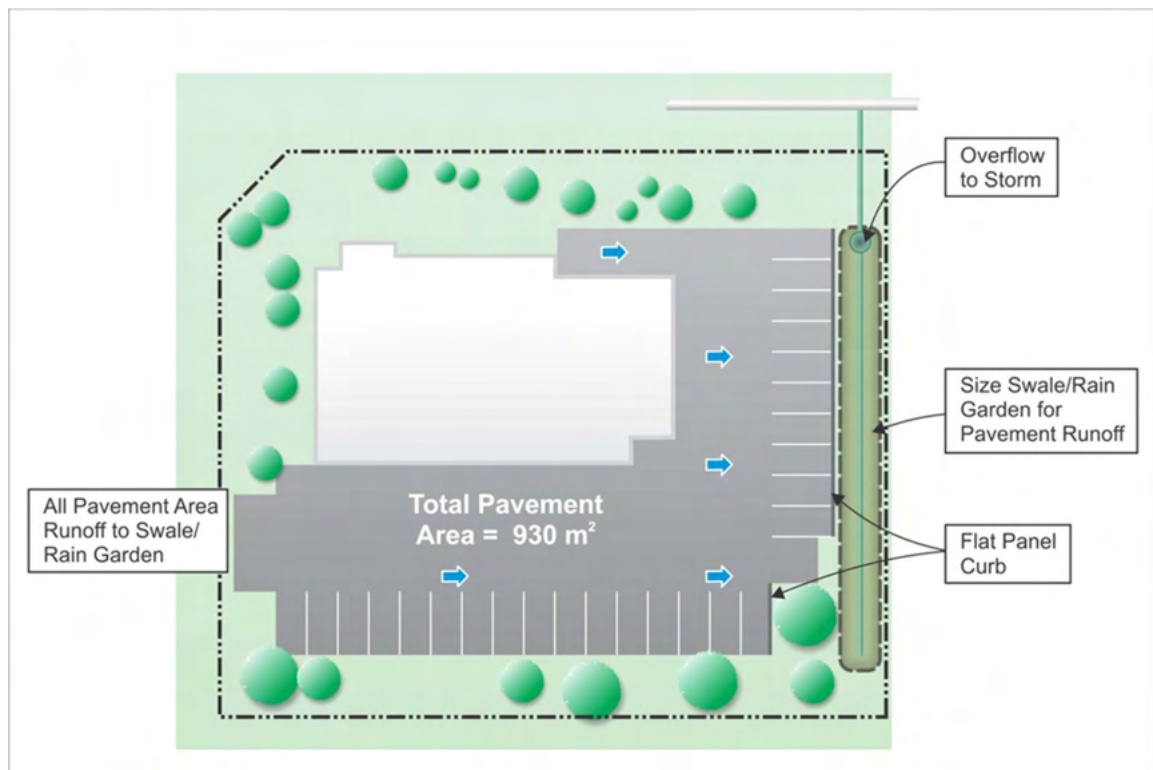 Overflow
to Storm
Size Swale/Rain
Garden for
Pavement Runoff
All Pavement Area
Runoff to Swale/
Rain Garden
Total Pavement
Area = 930 m²
Flat Panel
Curb